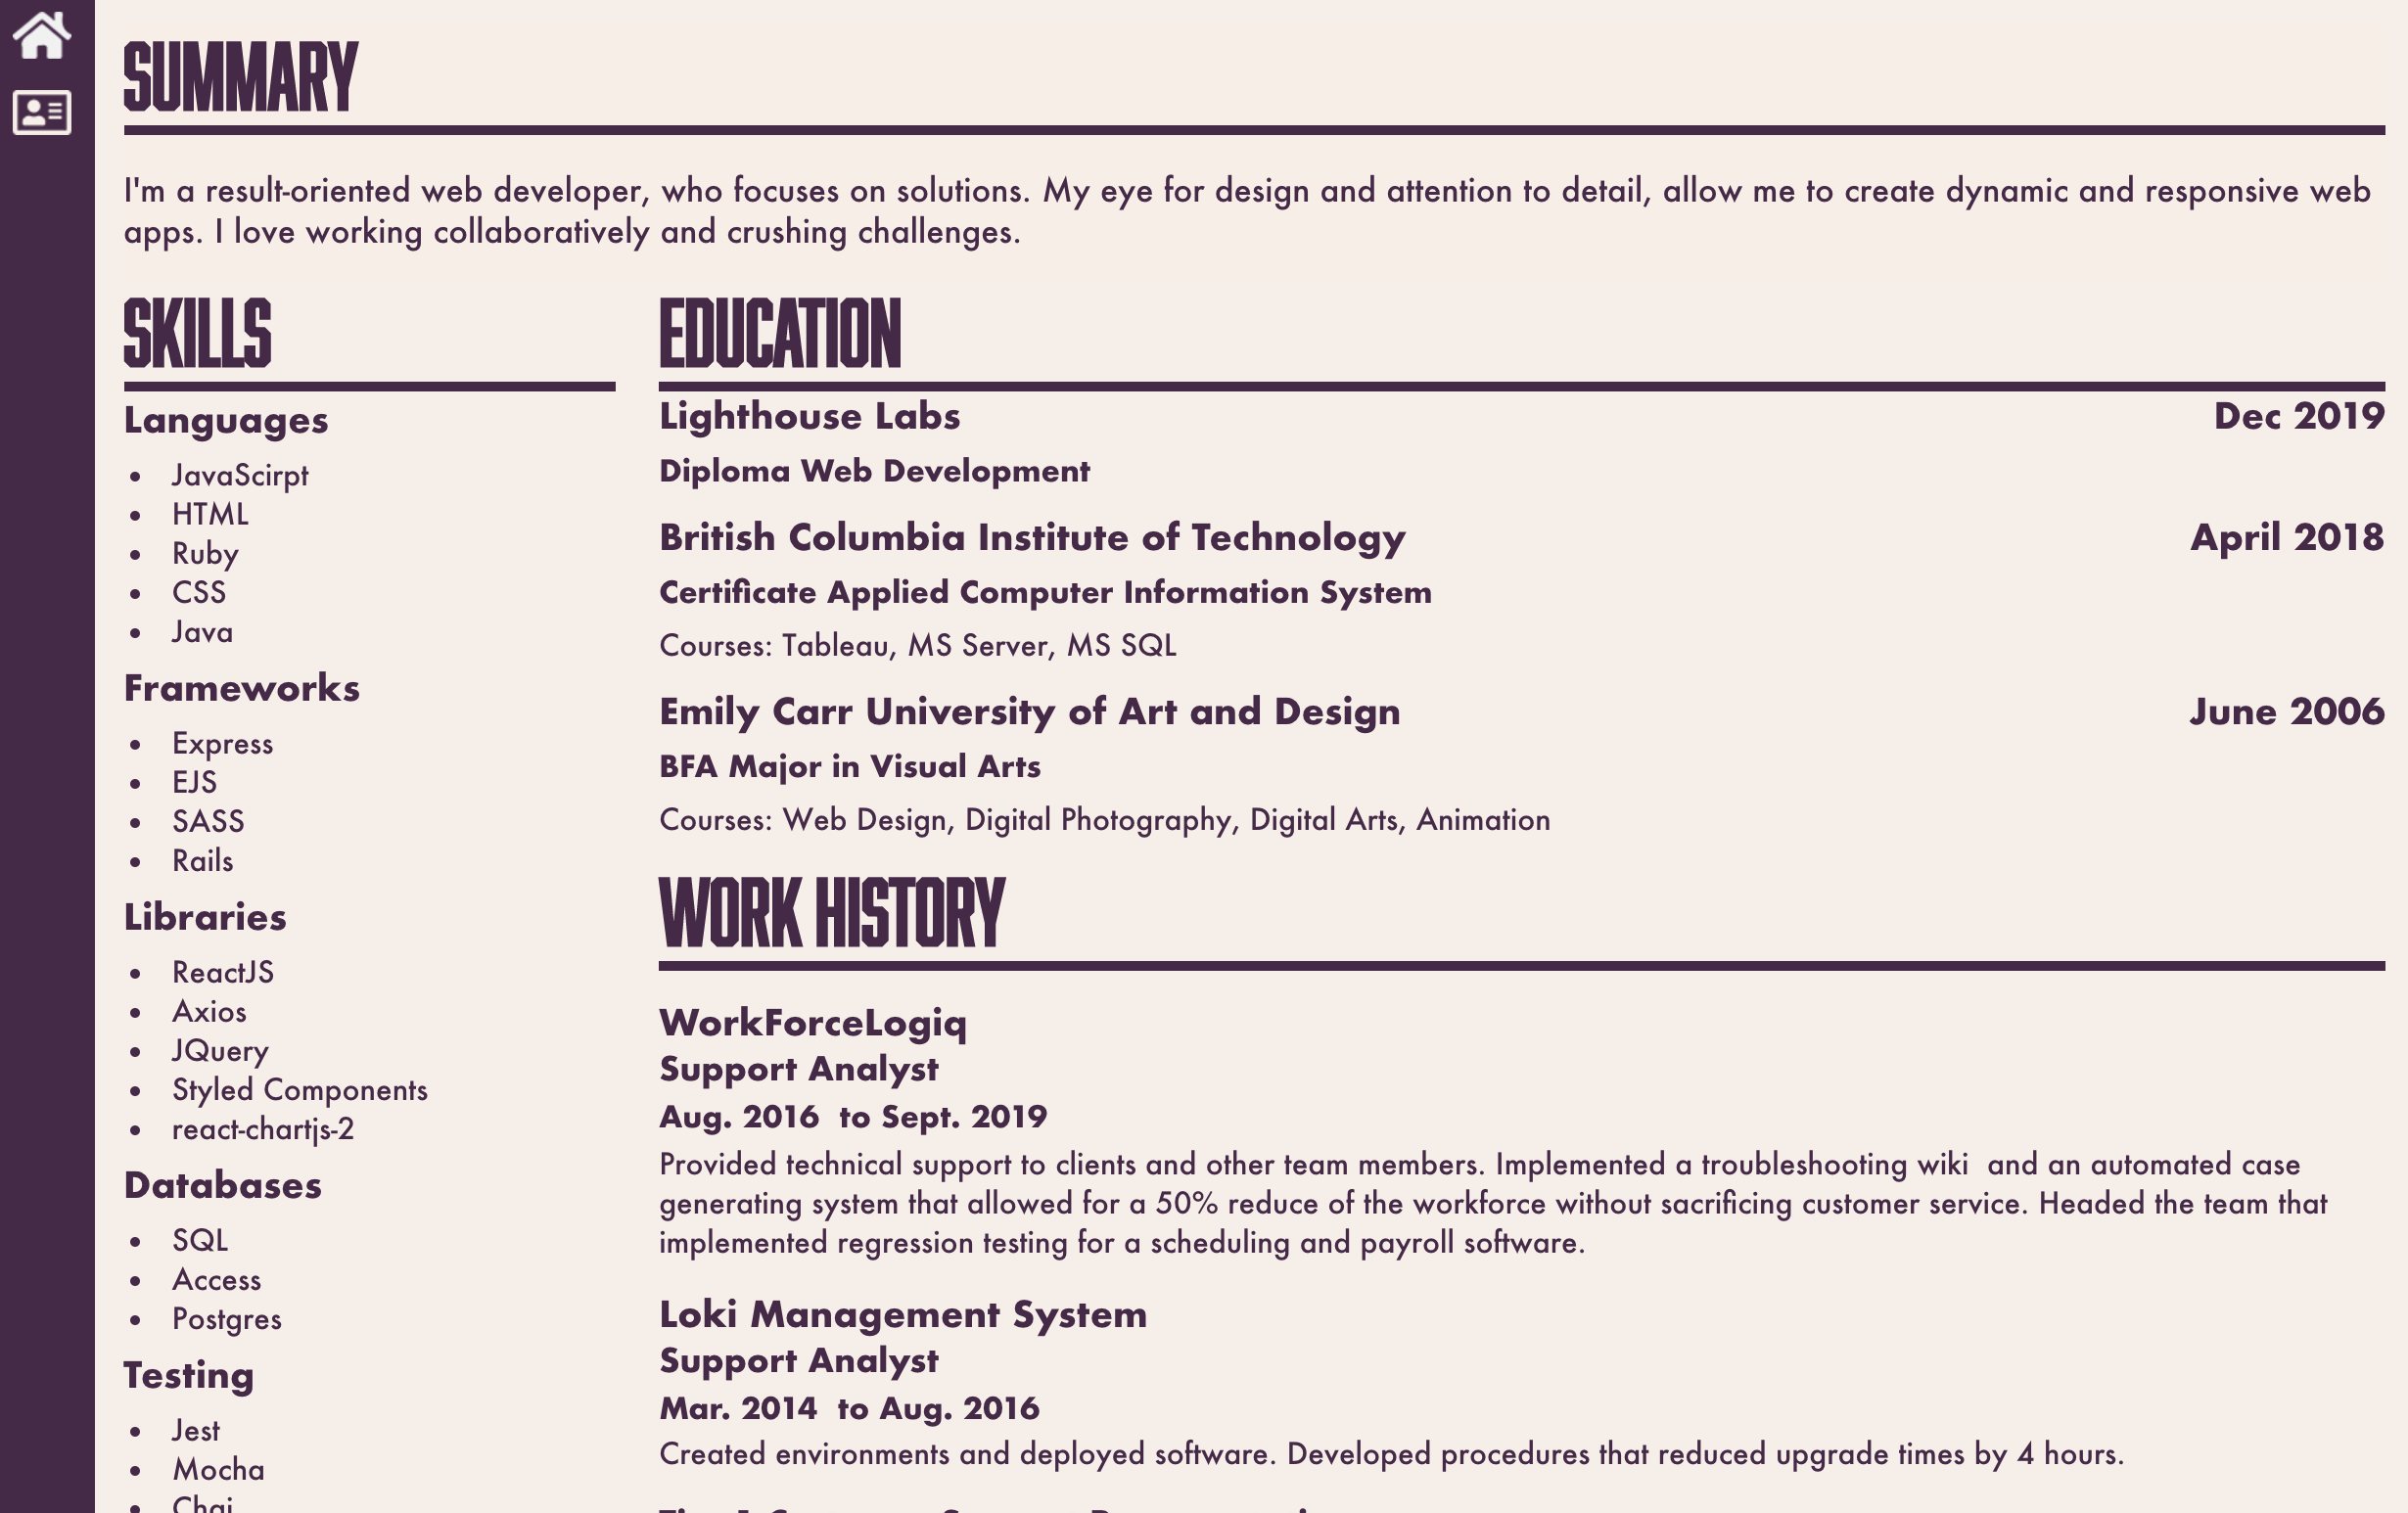 SUMMARY
I'm a result-oriented web developer, who focuses on solutions. My eye for design and attention to detail, allow me to create dynamic and responsive web
apps. I love working collaboratively and crushing challenges.
SKILLS
Languages
• JavaScirpt
• HTML
• Ruby
• CSS
• Java
Frameworks
• Express
• EJS
• SASS
• Rails
Libraries
• ReactJS
• Axios
• JQuery
• Styled Components
• react-chartjs-2
Databases
• SQL
• Access
• Postgres
Testing
• Jest
• Mocha
• Chai
EDUCATION
Lighthouse Labs Dec 2019
Diploma Web Development
British Columbia Institute of Technology April 2018
Certificate Applied Computer Information System
Courses: Tableau, MS Server, MS SQL
Emily Carr University of Art and Design June 2006
BFA Major in Visual Arts
Courses: Web Design, Digital Photography, Digital Arts, Animation
WORK HISTORY
WorkForceLogiq
Support Analyst
Aug. 2016  to Sept. 2019
Provided technical support to clients and other team members. Implemented a troubleshooting wiki  and an automated case
generating system that allowed for a 50% reduce of the workforce without sacrificing customer service. Headed the team that
implemented regression testing for a scheduling and payroll software.
Loki Management System
Support Analyst
Mar. 2014  to Aug. 2016
Created environments and deployed software. Developed procedures that reduced upgrade times by 4 hours.